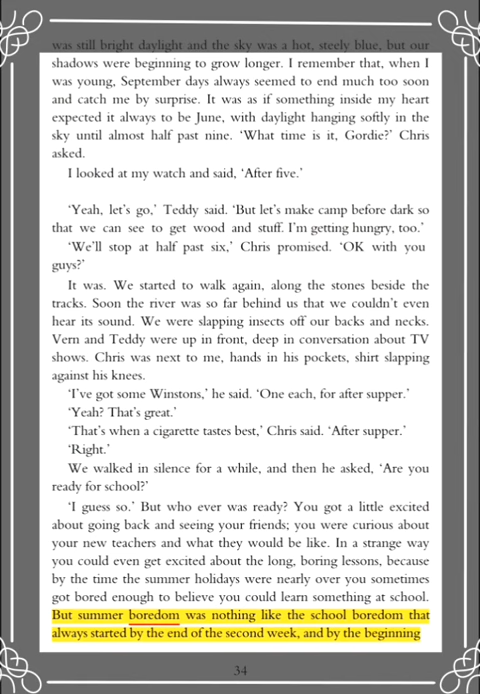 was still bright daylight and the sky was a hot, steely blue, but our
shadows were beginning to grow longer. I remember that, when I
was young, September days always seemed to end much too soon
and catch me by surprise. It was as if something inside my heart
expected it always to be June, with daylight hanging softly in the
sky until almost half past nine. ‘What time is it, Gordie?’ Chris
asked.
I looked at my watch and said, ‘After five.’
‘Yeah, let’s go,’ Teddy said. ‘But let’s make camp before dark so
that we can see to get wood and stuff. I’m getting hungry, too.’
‘We’ll stop at half past six,’ Chris promised. ‘OK with you
guys?’
It was. We started to walk again, along the stones beside the
tracks. Soon the river was so far behind us that we couldn’t even
hear its sound. We were slapping insects off our backs and necks.
Vern and Teddy were up in front, deep in conversation about TV
shows. Chris was next to me, hands in his pockets, shirt slapping
against his knees.
‘I’ve got some Winstons,’ he said. ‘One each, for after supper.’
‘Yeah? That’s great.’
‘That’s when a cigarette tastes best,’ Chris said. ‘After supper.’
‘Right.’
We walked in silence for a while, and then he asked, ‘Are you
ready for school?’
‘I guess so.’ But who ever was ready? You got a little excited
about going back and seeing your friends; you were curious about
your new teachers and what they would be like. In a strange way
you could even get excited about the long, boring lessons, because
by the time the summer holidays were nearly over you sometimes
got bored enough to believe you could learn something at school.
But summer boredom was nothing like the school boredom that
always started by the end of the second week, and by the beginning
34